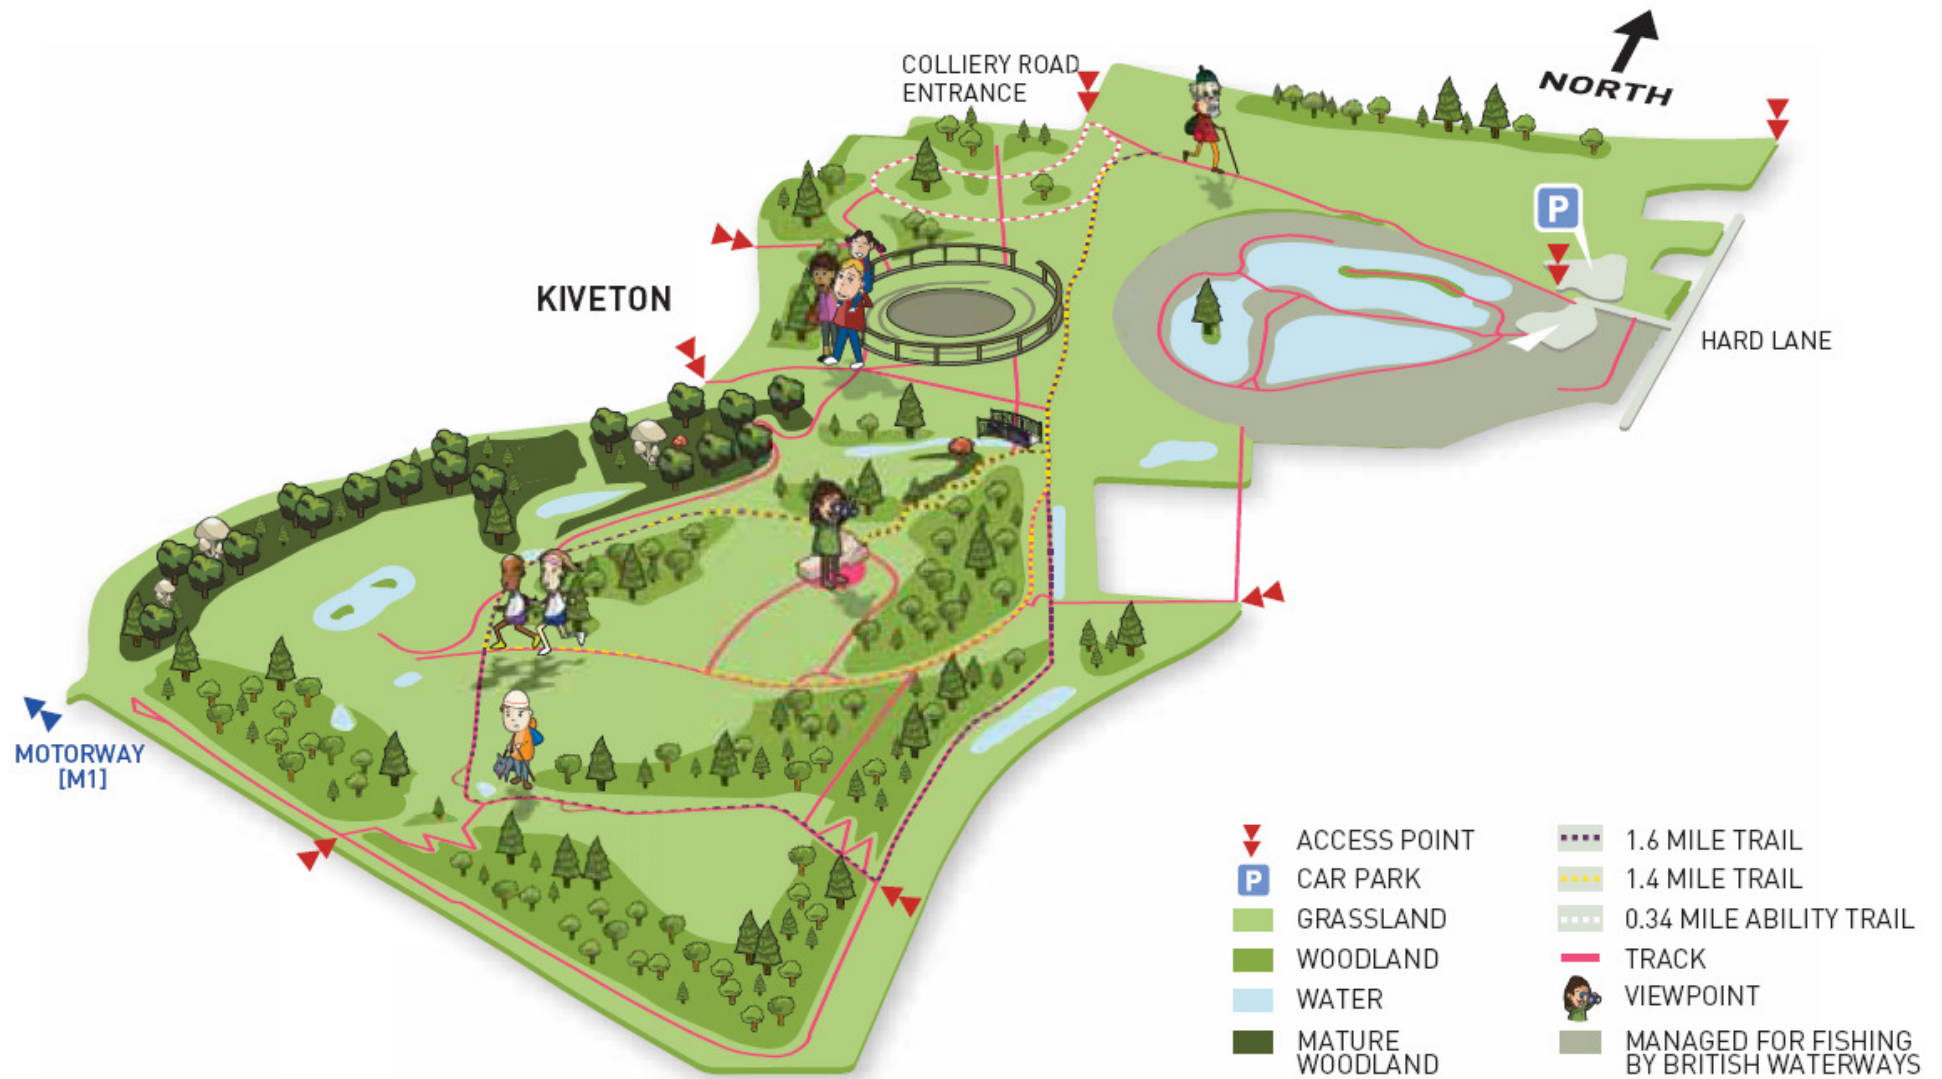 COLLIERY ROAD
ENTRANCE
NORTH
P
KIVETON
HARD LANE
MOTORWAY
[M1]
ACCESS POINT
P CAR PARK
GRASSLAND
WOODLAND
WATER
MATURE
WOODLAND
1.6 MILE TRAIL
1.4 MILE TRAIL
0.34 MILE ABILITY TRAIL
TRACK
VIEWPOINT
MANAGED FOR FISHING
BY BRITISH WATERWAYS